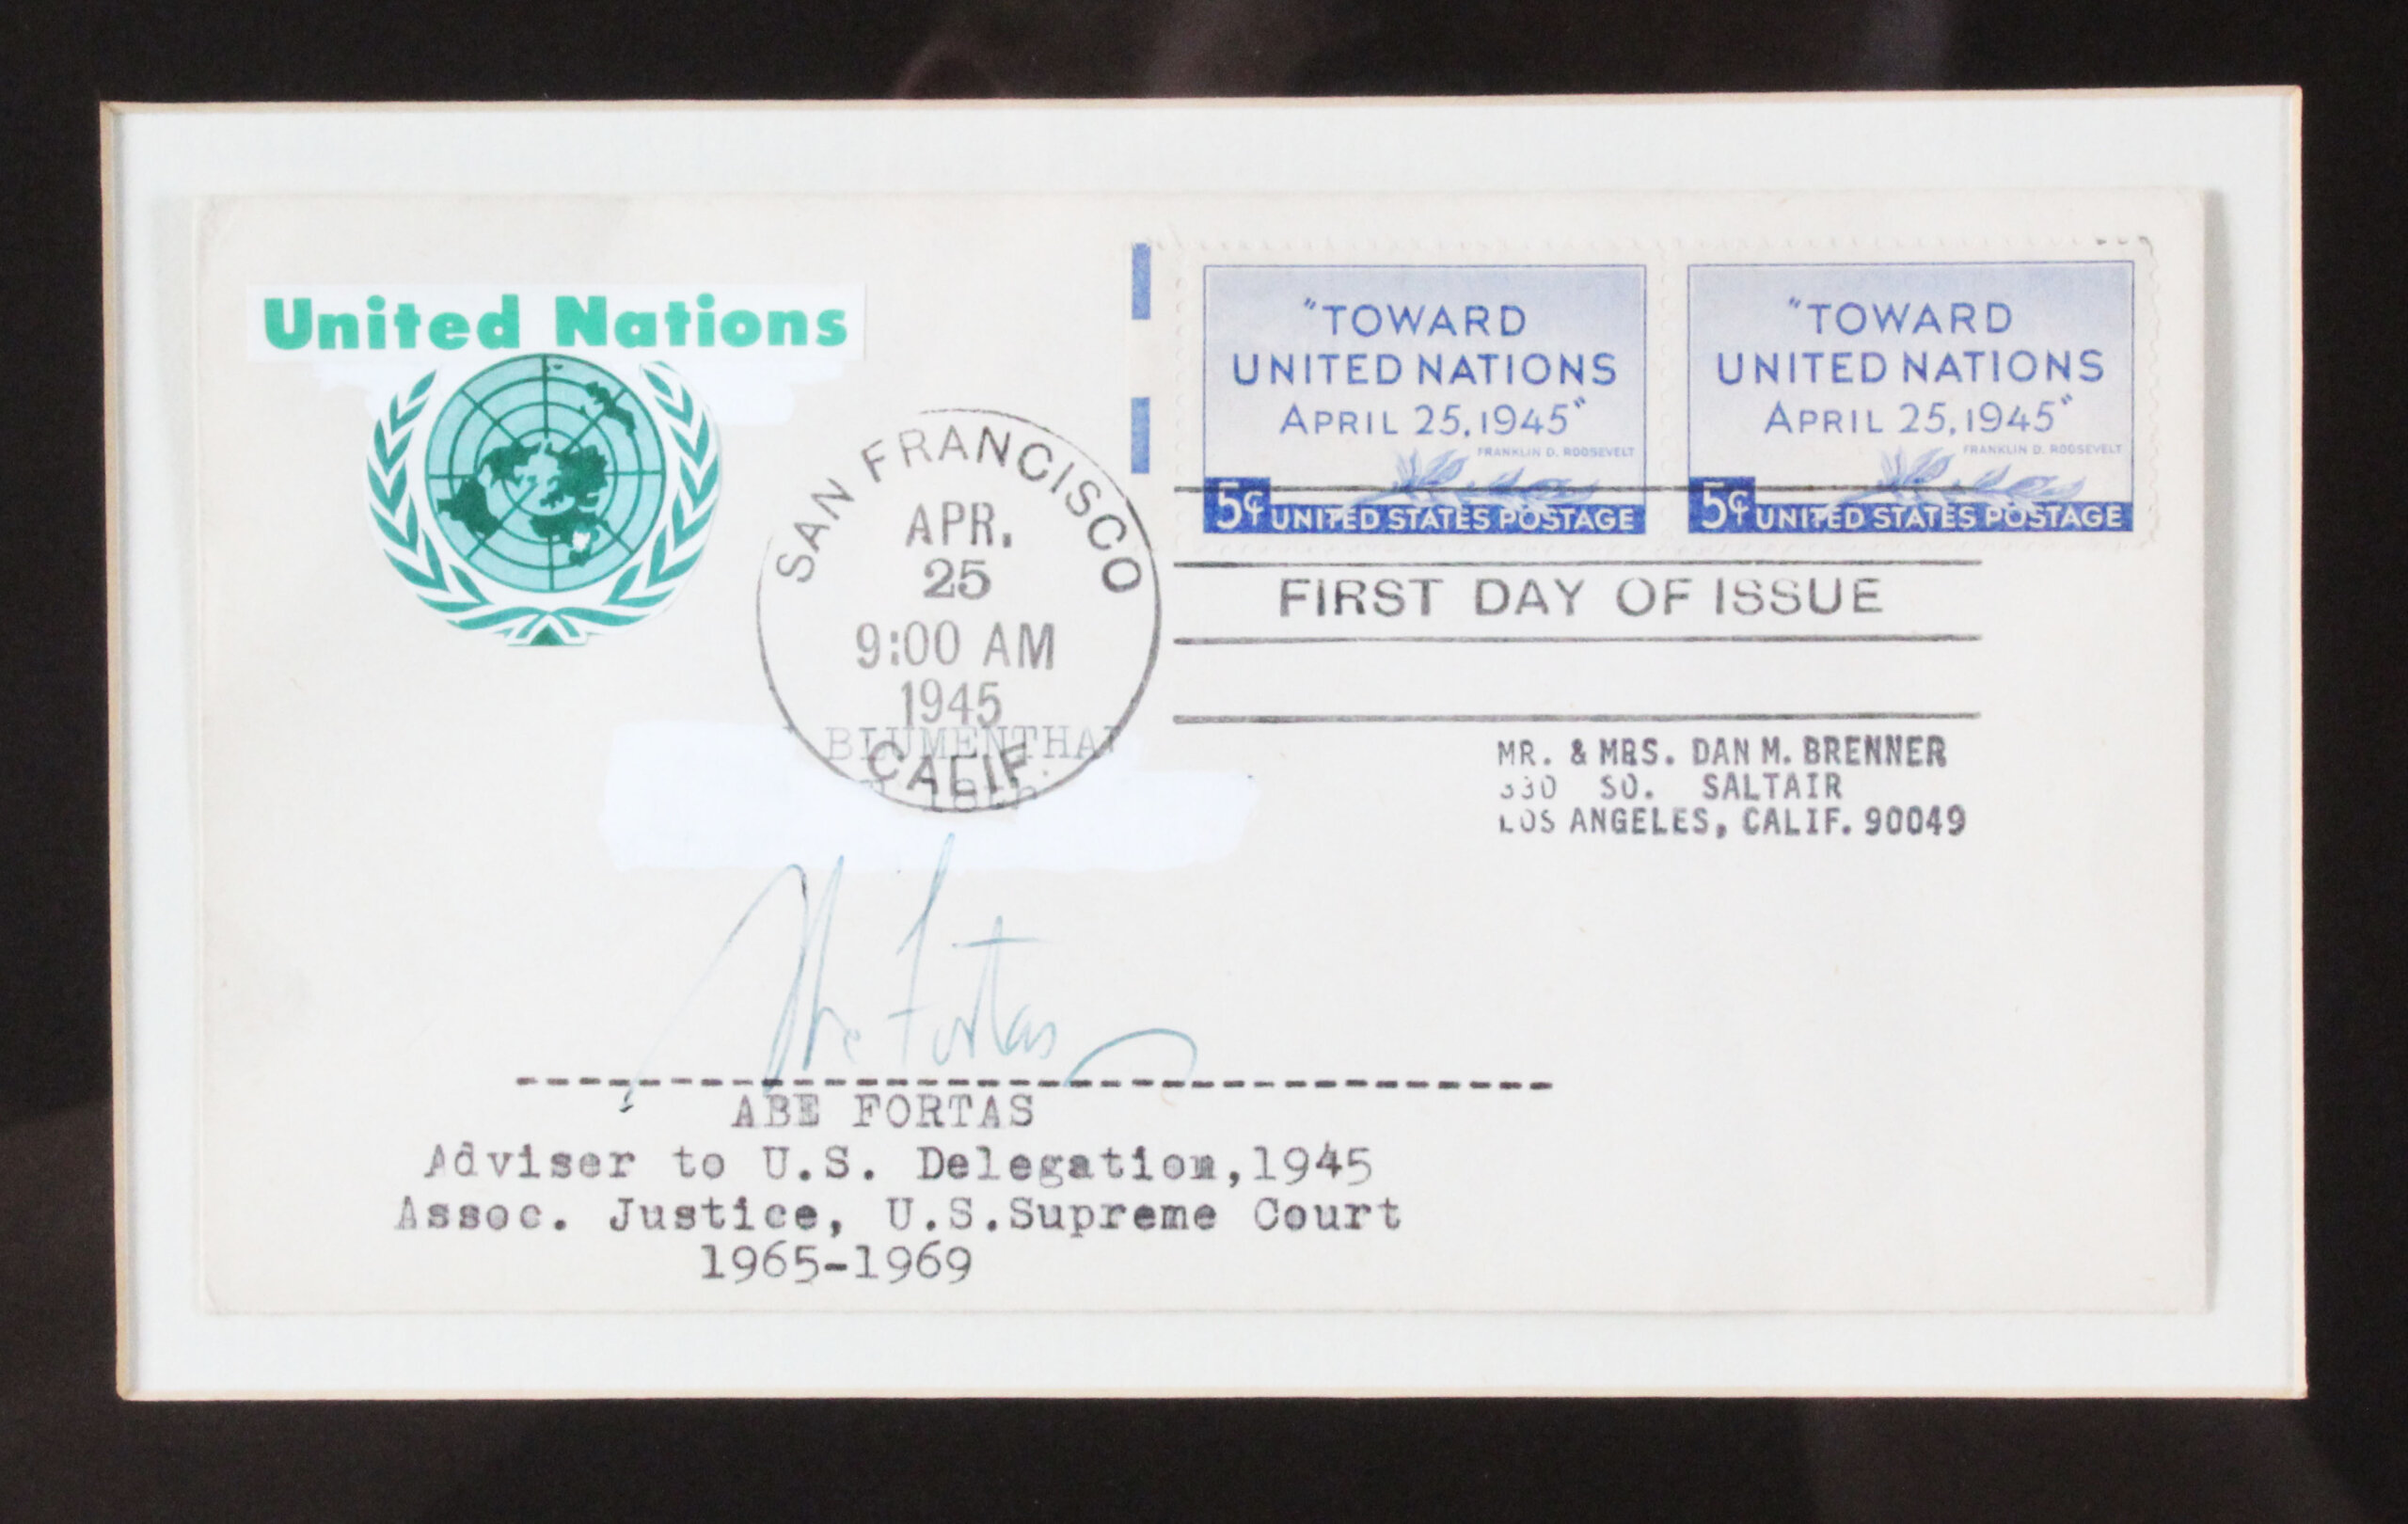 United Nations
"TOWARD
UNITED NATIONS
APRIL 25, 1945"
FRANKLIN D. ROOSEVELT
5¢ UNITED STATES POSTAGE
"TOWARD
UNITED NATIONS
APRIL 25, 1945"
FRANKLIN D. ROOSEVELT
5¢ UNITED STATES POSTAGE
SAN FRANCISCO
APR.
25
9:00 AM
1945
CALIF.
FIRST DAY OF ISSUE
BLUMENTHAL
MR. & MRS. DAN M. BRENNER
330 SO. SALTAIR
LOS ANGELES, CALIF. 90049
Abe Fortas
ABE FORTAS
Adviser to U.S. Delegation,1945
Assoc. Justice, U.S.Supreme Court
1965-1969